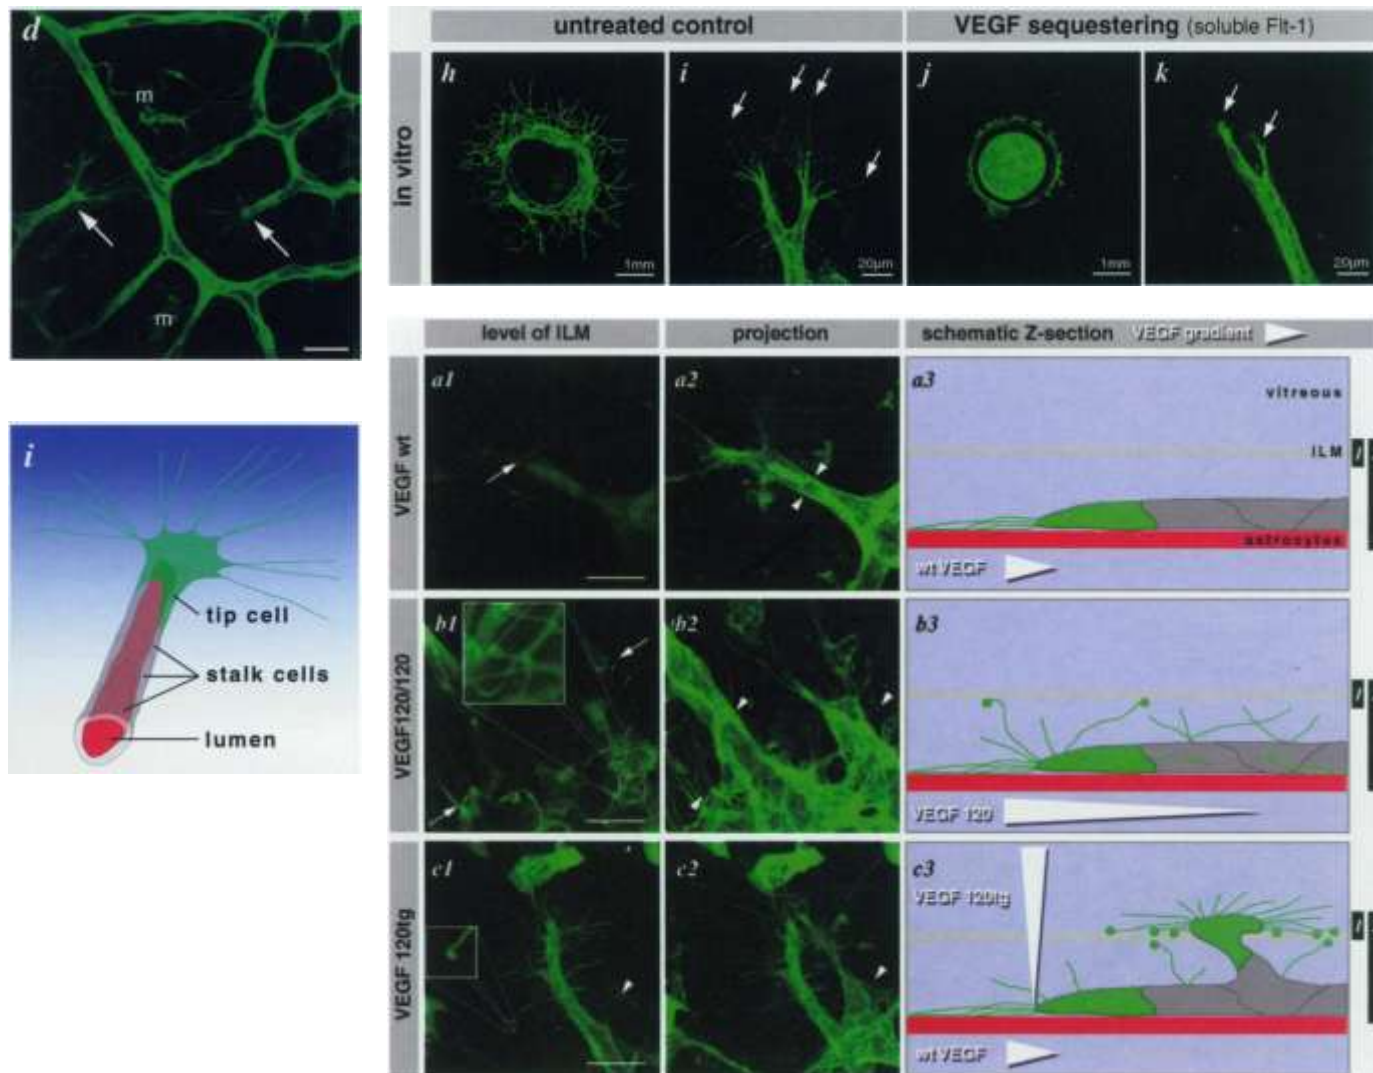 d
m
m
untreated control
VEGF sequestering (soluble Flt-1)
in vitro
h
1mm
i
20µm
j
1mm
k
20µm
i
tip cell
stalk cells
lumen
level of ILM
projection
schematic Z-section
VEGF gradient
VEGF wt
a1
a2
a3
vitreous
ILM
astrocytes
wt VEGF
VEGF120/120
b1
b2
b3
VEGF 120
VEGF 120tg
c1
c2
c3
VEGF 120tg
wt VEGF